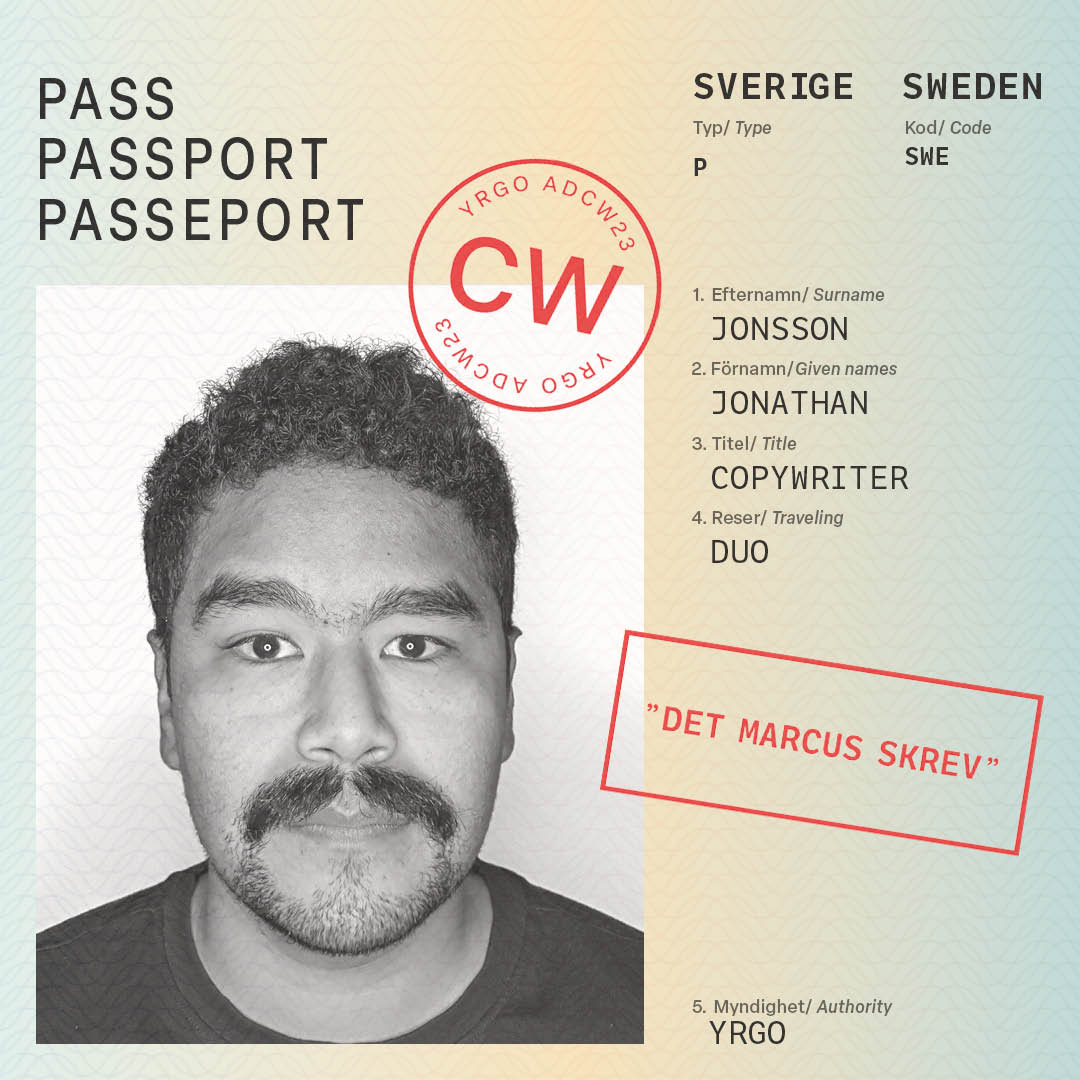 PASS
PASSPORT
PASSEPORT
YRGO ADCW23
CW
YRGO ADCW23
SVERIGE SWEDEN
Typ/ Type Kod/ Code
P SWE
1. Efternamn/ Surname
JONSSON
2. Förnamn/Given names
JONATHAN
3. Titel/ Title
COPYWRITER
4. Reser/ Traveling
DUO
”DET MARCUS SKREV”
5. Myndighet/ Authority
YRGO